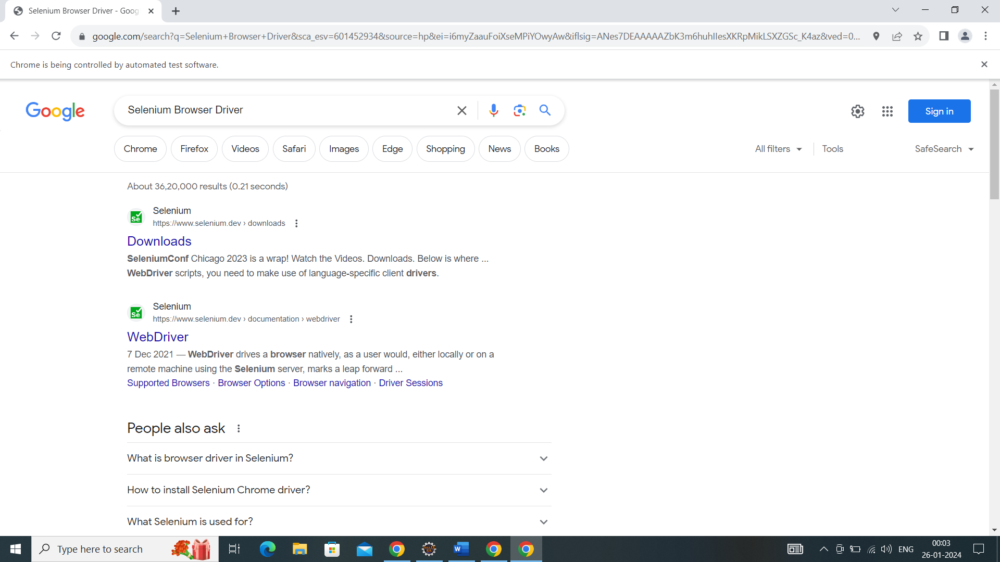 Selenium Browser Driver - Goog
google.com/search?q=Selenium+Browser+Driver&sca_esv=601452934&source=hp&ei=i6myZaauFoiXseMPiYOwyAw&iflsig=ANes7DEAAAAAZbK3m6huhIIesXKRpMikLSXZGSc_K4az&ved=0...
Chrome is being controlled by automated test software.
Google
Selenium Browser Driver
Sign in
Chrome Firefox Videos Safari Images Edge Shopping News Books All filters Tools SafeSearch
About 36,20,000 results (0.21 seconds)
Selenium
https://www.selenium.dev › downloads
Downloads
SeleniumConf Chicago 2023 is a wrap! Watch the Videos. Downloads. Below is where ...
WebDriver scripts, you need to make use of language-specific client drivers.
Selenium
https://www.selenium.dev › documentation › webdriver
WebDriver
7 Dec 2021 — WebDriver drives a browser natively, as a user would, either locally or on a
remote machine using the Selenium server, marks a leap forward ...
Supported Browsers · Browser Options · Browser navigation · Driver Sessions
People also ask
What is browser driver in Selenium?
How to install Selenium Chrome driver?
What Selenium is used for?
Type here to search
ENG
00:03
26-01-2024